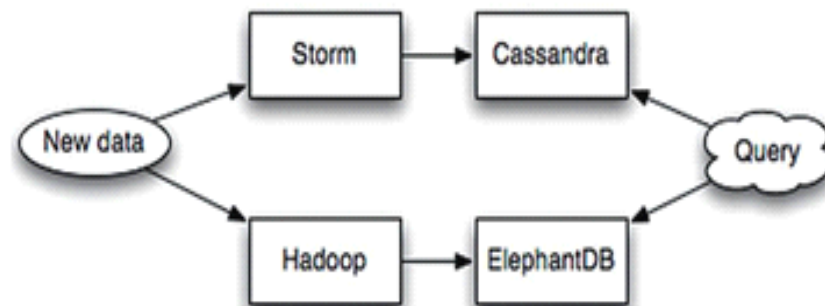 Storm
Cassandra
New data
Query
Hadoop
ElephantDB